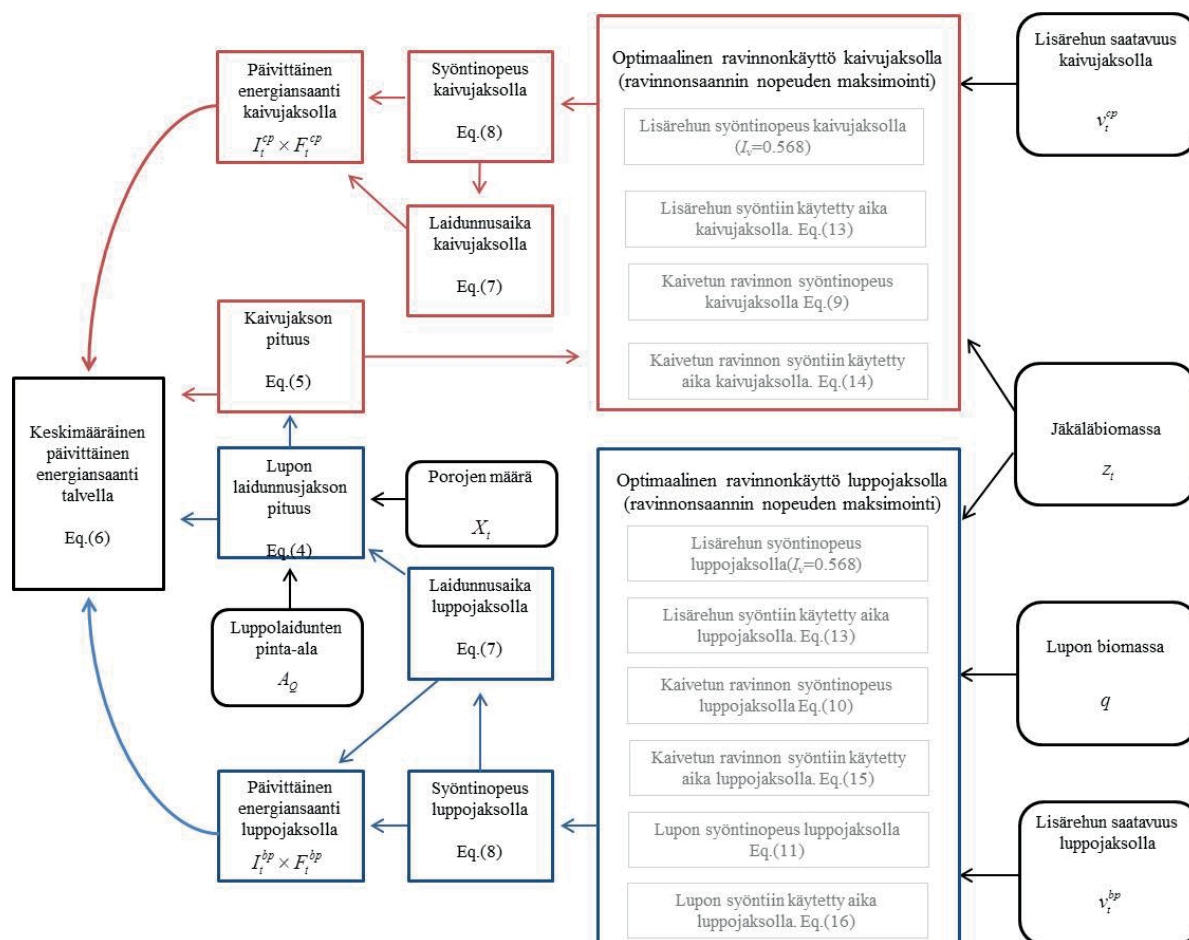 Päivittäinen
energiansaanti
kaivujaksolla
I_t^{cp} × F_t^{cp}
Syöntinopeus
kaivujaksolla
Eq.(8)
Laidunnusaika
kaivujaksolla
Eq.(7)
Optimaalinen ravinnonkäyttö kaivujaksolla
(ravinnonsaannin nopeuden maksimointi)
Lisärehun syöntinopeus kaivujaksolla
(I_v=0.568)
Lisärehun syöntiin käytetty aika
kaivujaksolla. Eq.(13)
Kaivetun ravinnon syöntinopeus
kaivujaksolla Eq.(9)
Kaivetun ravinnon syöntiin käytetty
aika kaivujaksolla. Eq.(14)
Lisärehun saatavuus
kaivujaksolla
v_t^{cp}
Kaivujakson
pituus
Eq.(5)
Keskimääräinen
päivittäinen
energiansaanti
talvella
Eq.(6)
Lupon
laidunnusjakson
pituus
Eq.(4)
Porojen määrä
X_t
Jäkäläbiomassa
z_t
Luppolaidunten
pinta-ala
A_Q
Laidunnusaika
luppojaksolla
Eq.(7)
Optimaalinen ravinnonkäyttö luppojaksolla
(ravinnonsaannin nopeuden maksimointi)
Lisärehun syöntinopeus
luppojaksolla(I_v=0.568)
Lisärehun syöntiin käytetty aika
luppojaksolla. Eq.(13)
Kaivetun ravinnon syöntinopeus
luppojaksolla Eq.(10)
Kaivetun ravinnon syöntiin käytetty
aika luppojaksolla. Eq.(15)
Lupon syöntinopeus luppojaksolla
Eq.(11)
Lupon syöntiin käytetty aika
luppojaksolla. Eq.(16)
Lupon biomassa
q
Päivittäinen
energiansaanti
luppojaksolla
I_t^{bp} × F_t^{bp}
Syöntinopeus
luppojaksolla
Eq.(8)
Lisärehun saatavuus
luppojaksolla
v_t^{bp}